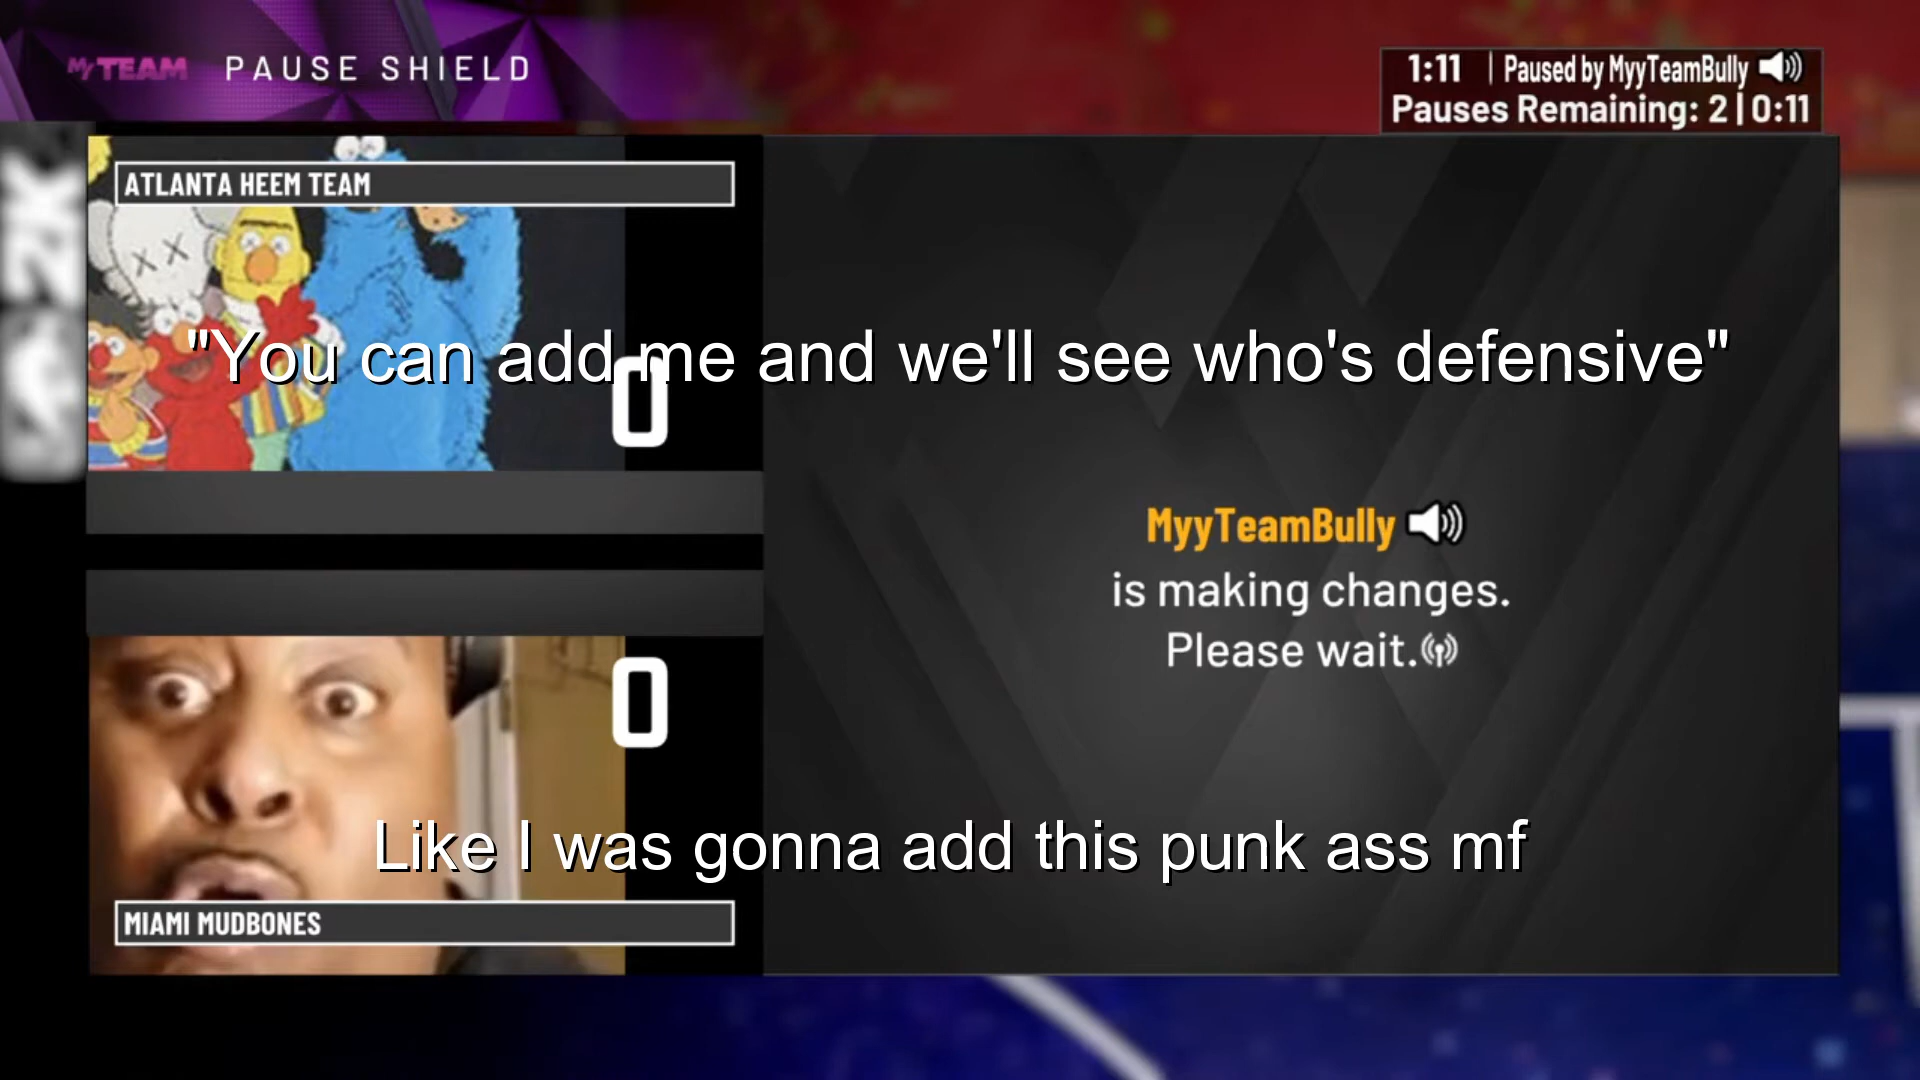 MyTEAM PAUSE SHIELD
1:11 | Paused by MyyTeamBully
Pauses Remaining: 2 | 0:11
ATLANTA HEEM TEAM
"You can add me and we'll see who's defensive"
0
MyyTeamBully
is making changes.
Please wait.
0
Like I was gonna add this punk ass mf
MIAMI MUDBONES